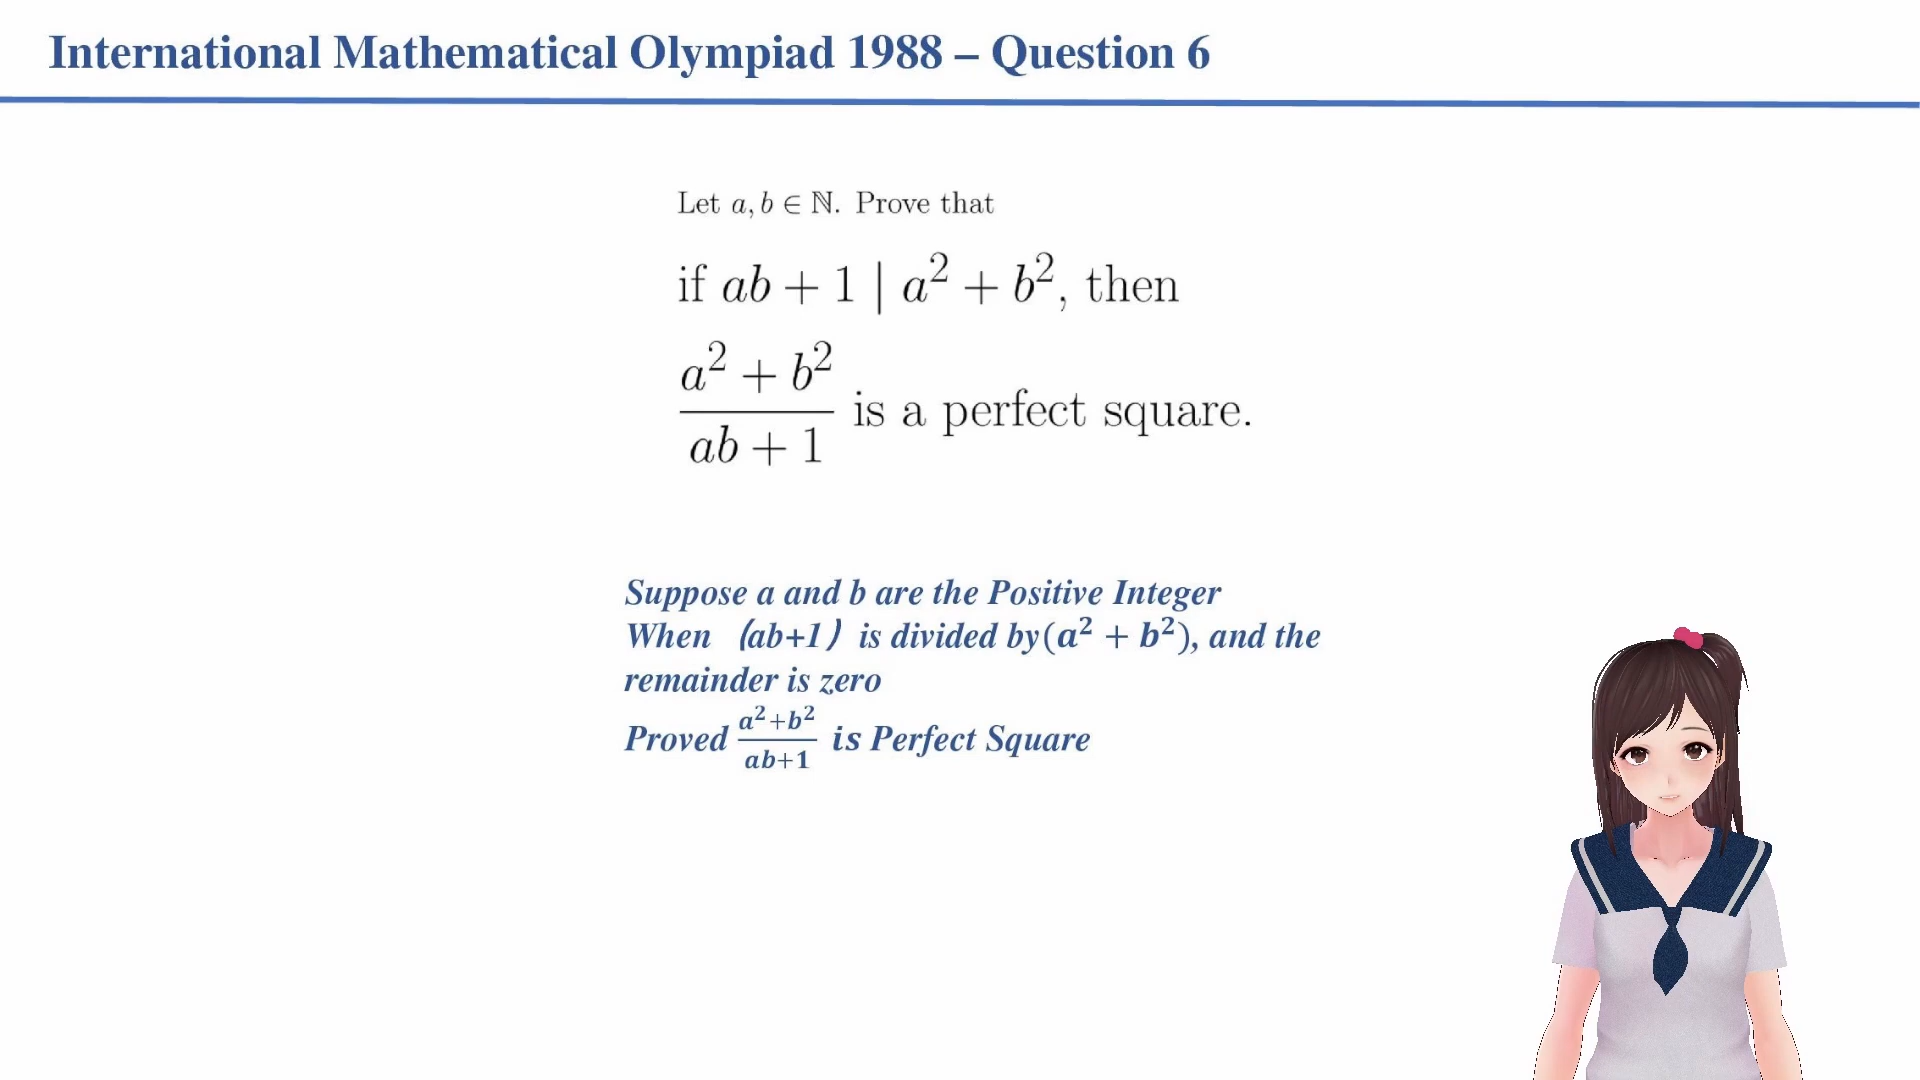 International Mathematical Olympiad 1988 – Question 6
Let a, b ∈ ℕ. Prove that
if ab + 1 | a² + b², then
(a² + b²)/(ab + 1) is a perfect square.
Suppose a and b are the Positive Integer
When （ab+1）is divided by(a² + b²), and the
remainder is zero
Proved (a²+b²)/(ab+1) is Perfect Square